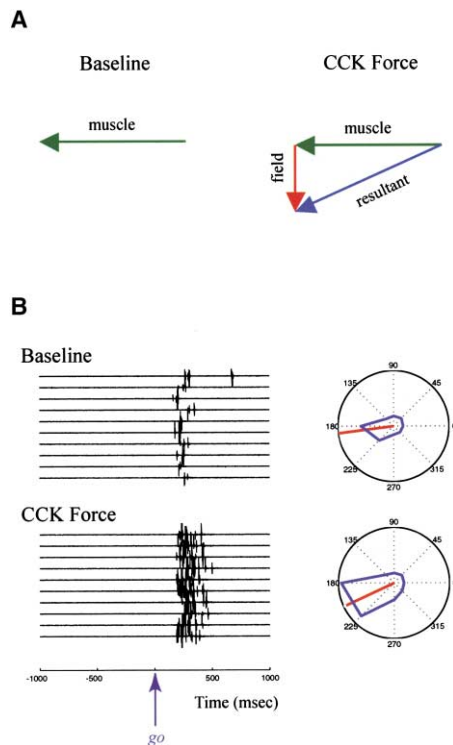 A
Baseline
CCK Force
muscle
muscle
field
resultant
B
Baseline
90
135
45
180
225
315
270
CCK Force
90
135
45
180
225
315
270
-1000
-500
500
1000
Time (msec)
go